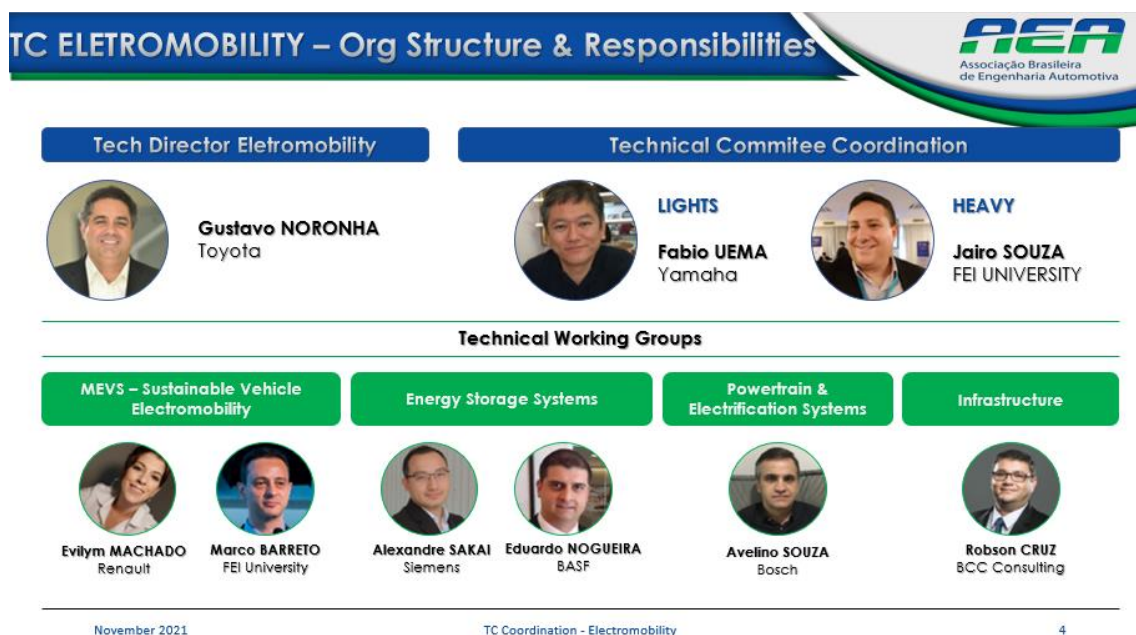 TC ELETROMOBILITY – Org Structure & Responsibilities
AEA
Associação Brasileira
de Engenharia Automotiva
Tech Director Eletromobility
Technical Commitee Coordination
Gustavo NORONHA
Toyota
LIGHTS
Fabio UEMA
Yamaha
HEAVY
Jairo SOUZA
FEI UNIVERSITY
Technical Working Groups
MEVS – Sustainable Vehicle
Electromobility
Energy Storage Systems
Powertrain &
Electrification Systems
Infrastructure
Evilym MACHADO
Renault
Marco BARRETO
FEI University
Alexandre SAKAI
Siemens
Eduardo NOGUEIRA
BASF
Avelino SOUZA
Bosch
Robson CRUZ
BCC Consulting
November 2021
TC Coordination - Electromobility
4